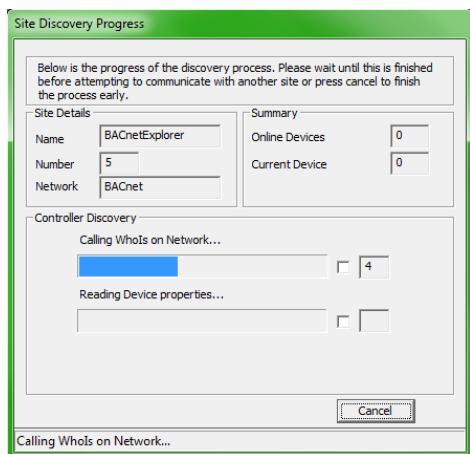 Site Discovery Progress
Below is the progress of the discovery process. Please wait until this is finished
before attempting to communicate with another site or press cancel to finish
the process early.
Site Details
Name BACnetExplorer
Number 5
Network BACnet
Summary
Online Devices 0
Current Device 0
Controller Discovery
Calling WhoIs on Network...
4
Reading Device properties...
Cancel
Calling WhoIs on Network...